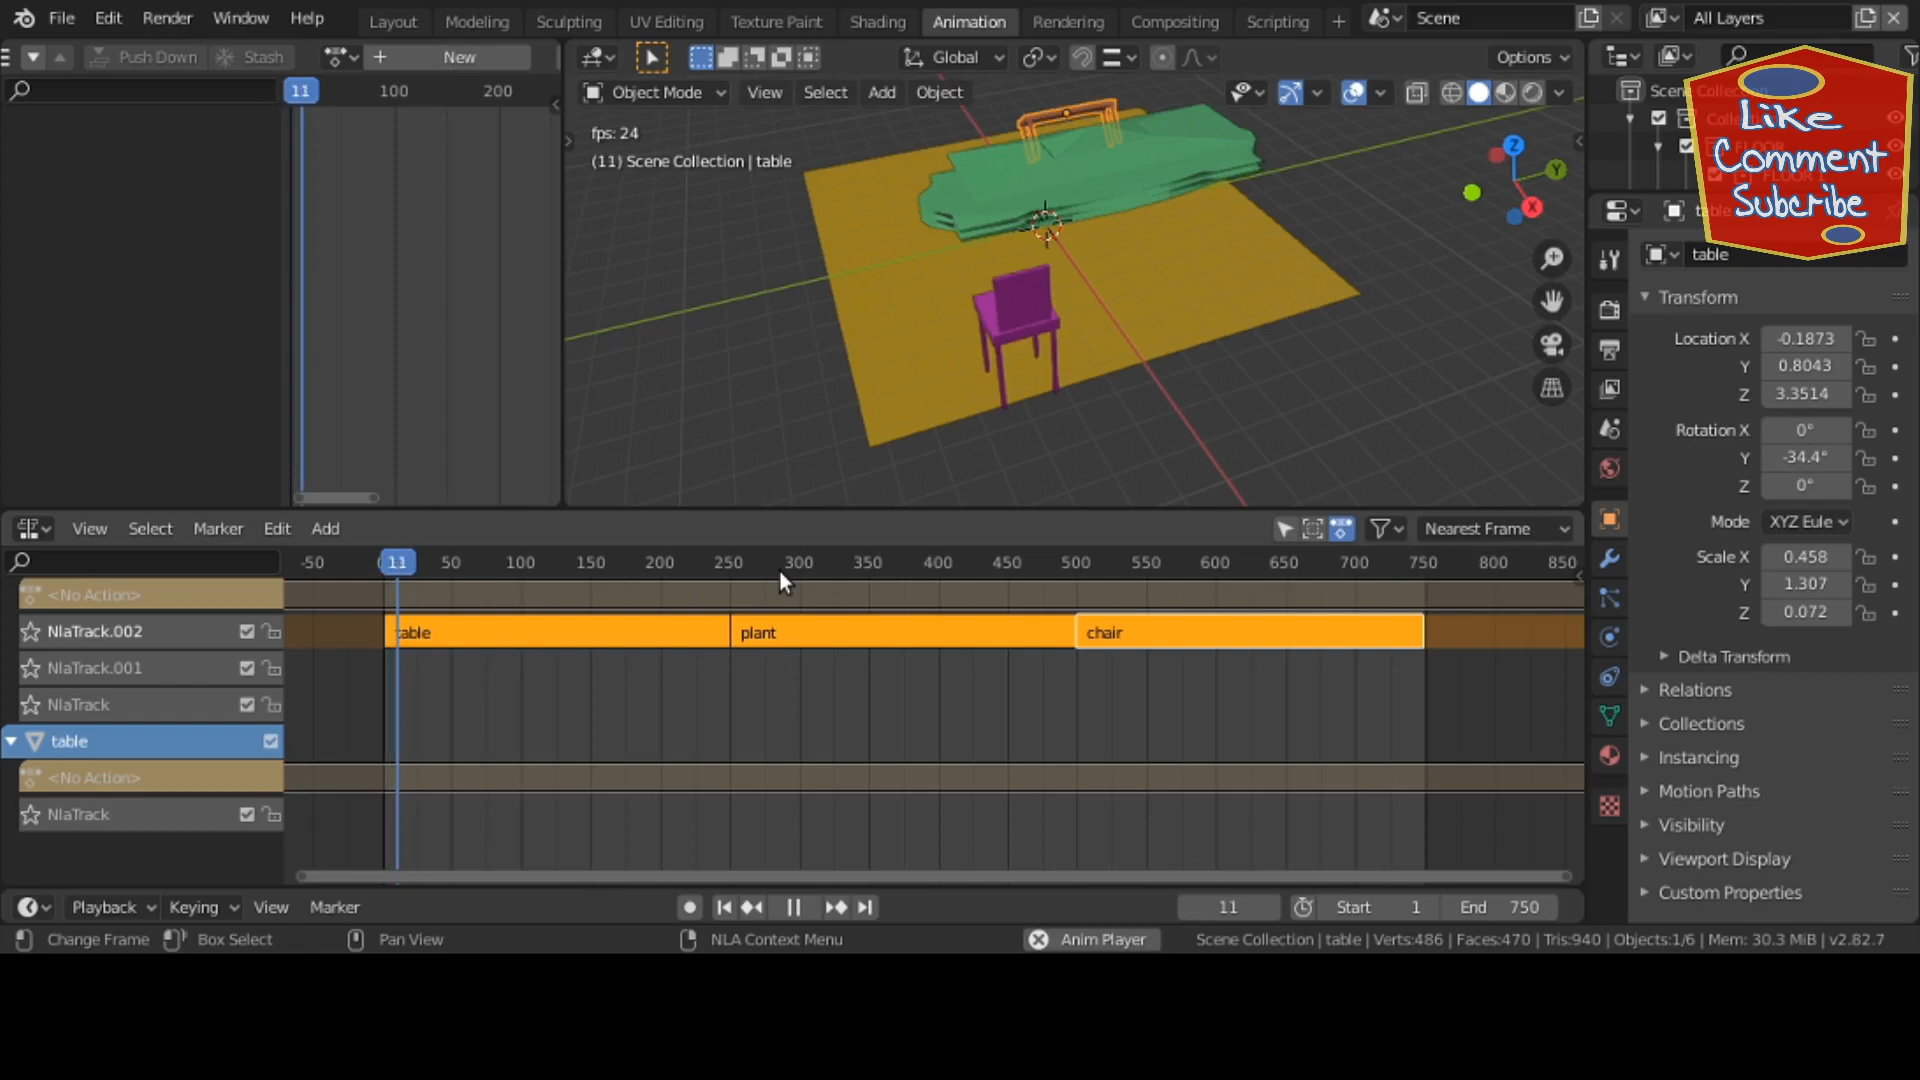 File Edit Render Window Help Layout Modeling Sculpting UV Editing Texture Paint Shading Animation Rendering Compositing Scripting + Scene All Layers
Push Down Stash + New Global Options
11 100 200 Object Mode View Select Add Object
fps: 24
(11) Scene Collection | table
Z
Y
X
Like
Comment
Subcribe
table
Transform
Location X -0.1873
Y 0.8043
Z 3.3514
Rotation X 0°
Y -34.4°
Z 0°
Mode XYZ Eule
Scale X 0.458
Y 1.307
Z 0.072
Delta Transform
Relations
Collections
Instancing
Motion Paths
Visibility
Viewport Display
Custom Properties
View Select Marker Edit Add Nearest Frame
-50 11 50 100 150 200 250 300 350 400 450 500 550 600 650 700 750 800 850
<No Action>
NlaTrack.002 table plant chair
NlaTrack.001
NlaTrack
table
<No Action>
NlaTrack
Playback Keying View Marker 11 Start 1 End 750
Change Frame Box Select Pan View NLA Context Menu Anim Player Scene Collection | table | Verts:486 | Faces:470 | Tris:940 | Objects:1/6 | Mem: 30.3 MiB | v2.82.7